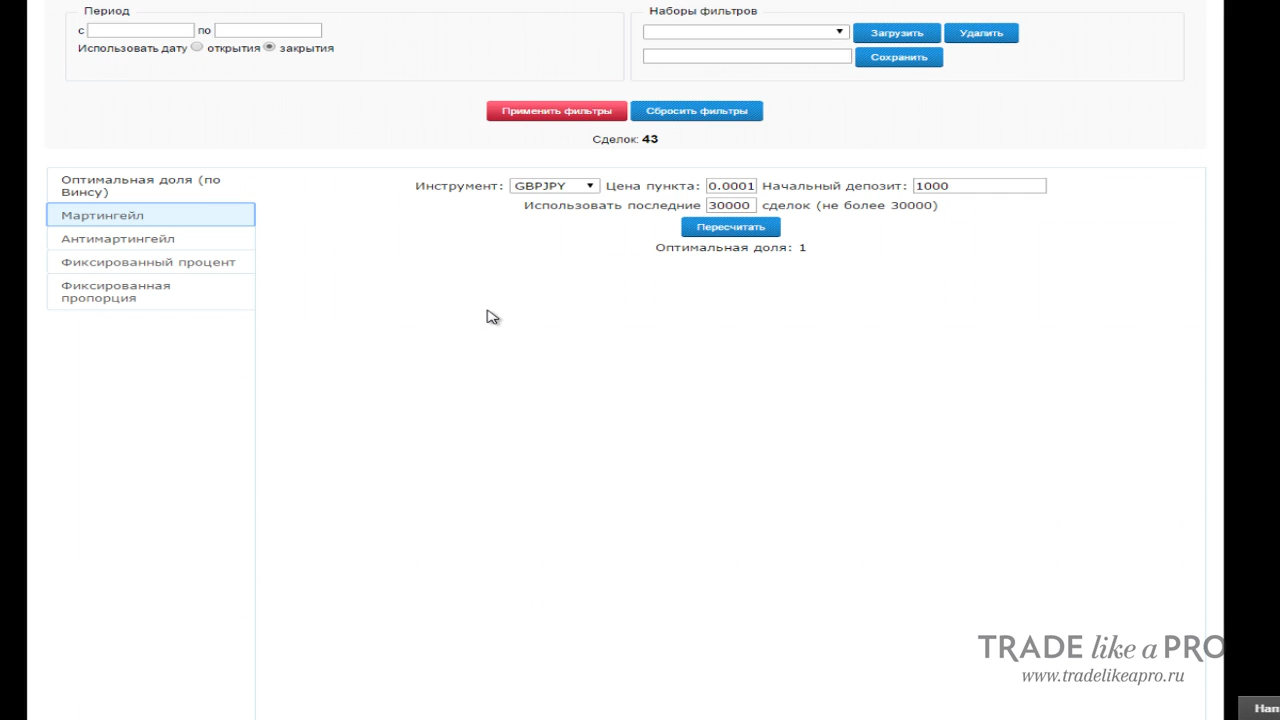 Период
Наборы фильтров
с по
Загрузить Удалить
Использовать дату открытия закрытия
Сохранить
Применить фильтры Сбросить фильтры
Сделок: 43
Оптимальная доля (по
Винсу)
Мартингейл
Антимартингейл
Фиксированный процент
Фиксированная
пропорция
Инструмент: GBPJPY Цена пункта: 0.0001 Начальный депозит: 1000
Использовать последние 30000 сделок (не более 30000)
Пересчитать
Оптимальная доля: 1
TRADE like a PRO
www.tradelikeapro.ru